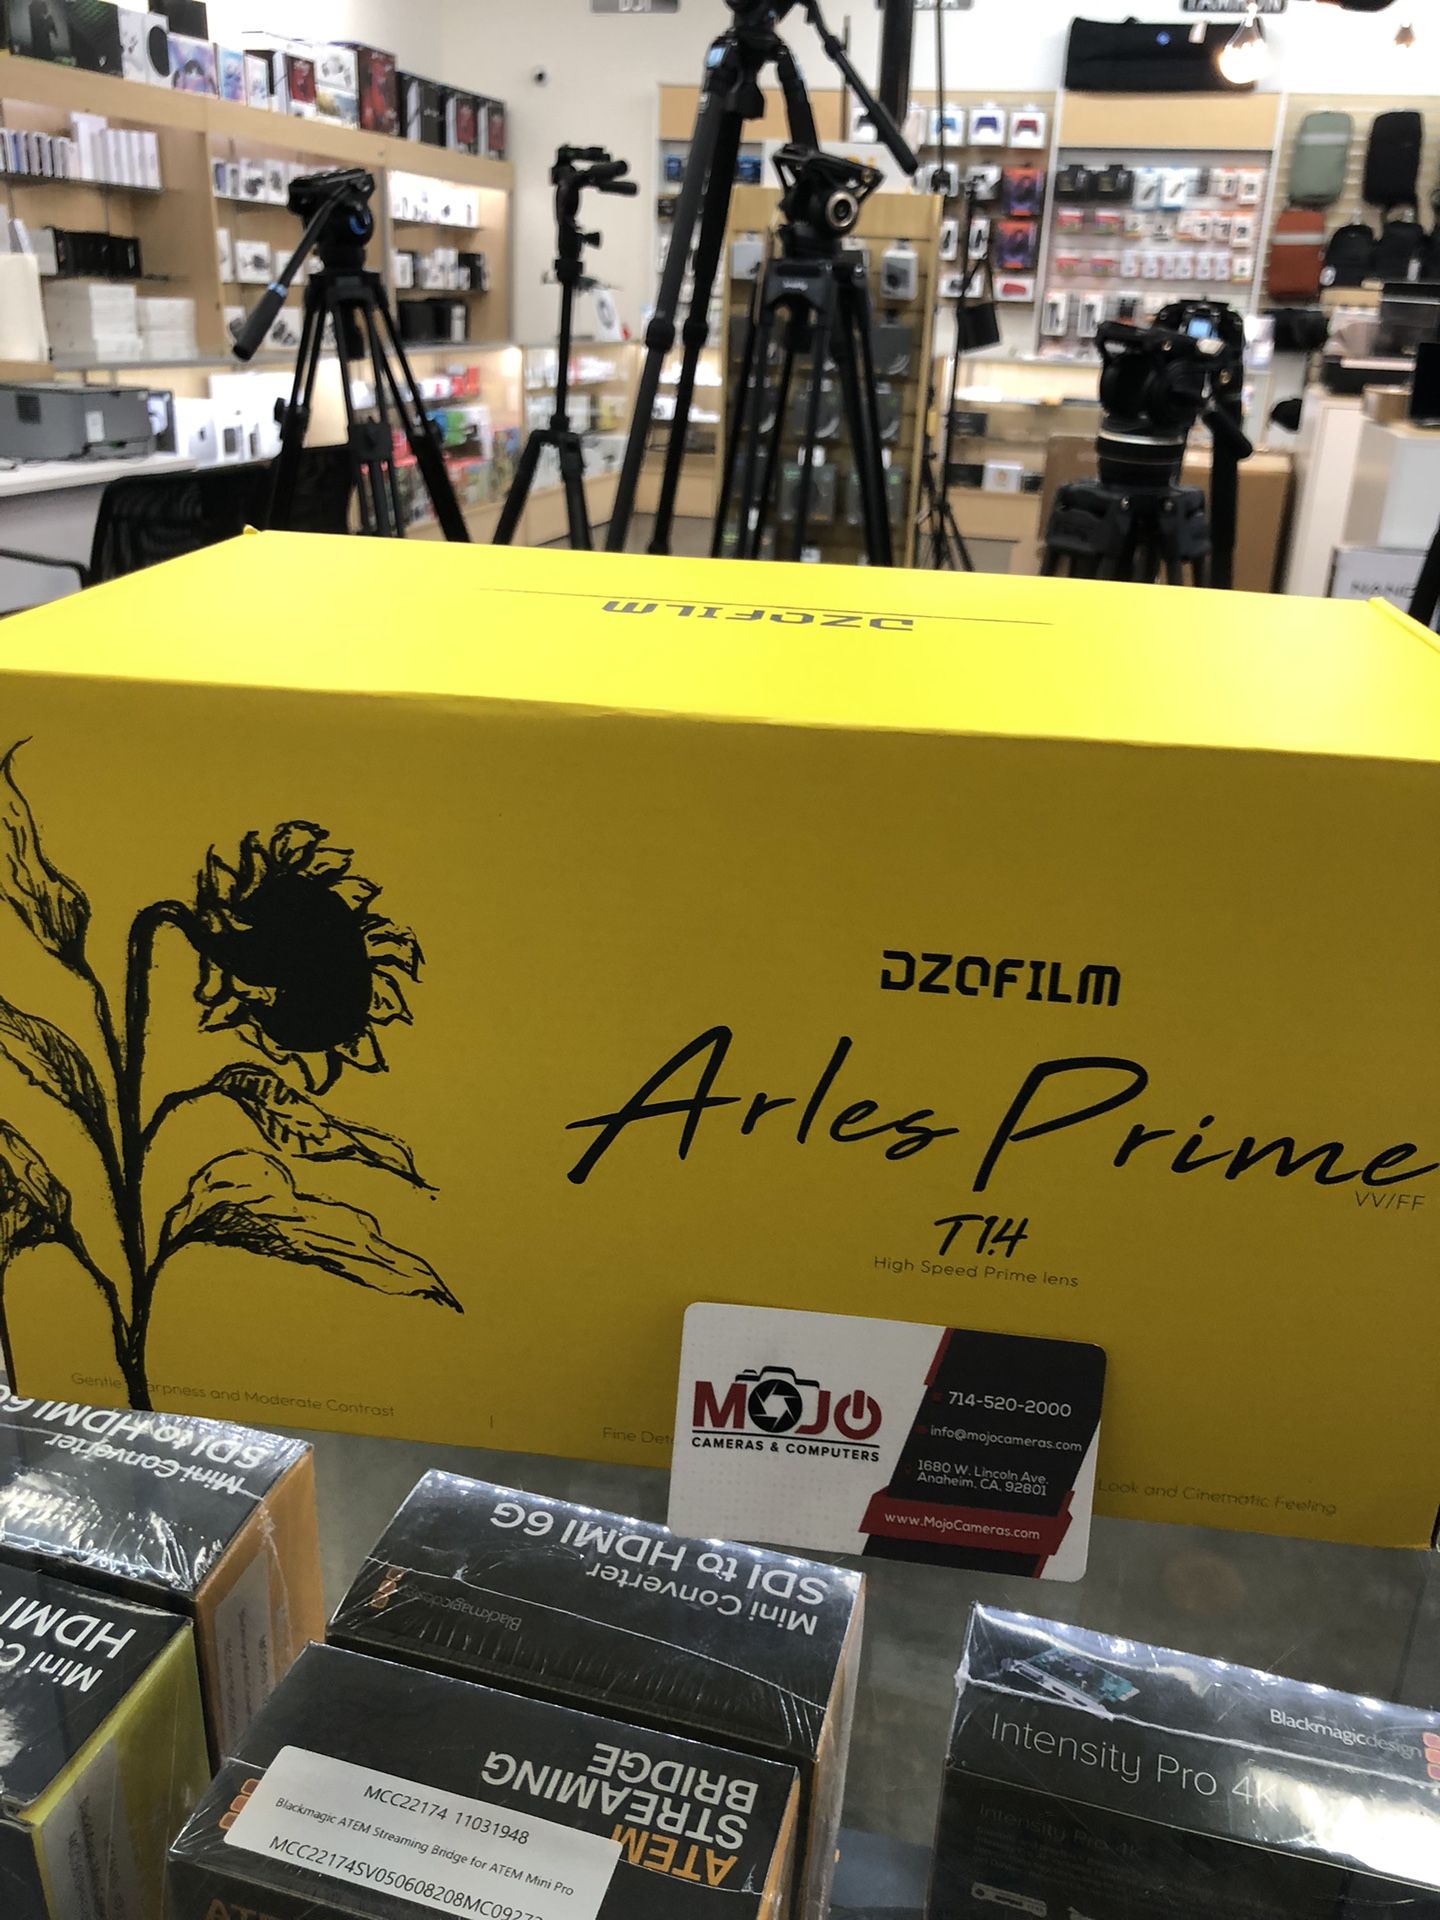 DZOFILM
DZOFILM
Arles Prime
VV/FF
T1.4
High Speed Prime lens
Gentle and Moderate Contrast
|
Fine
Look and Cinematic Feeling
MOJO
CAMERAS & COMPUTERS
714-520-2000
info@mojocameras.com
1680 W. Lincoln Ave.
Anaheim, CA, 92801
www.MojoCameras.com
Mini Converter
SDI to HDMI 6G
Mini
HDMI
Mini Converter
SDI to HDMI 6G
Blackmagicdesign
ATEM
STREAMING
BRIDGE
MCC22174 11031948
Blackmagic ATEM Streaming Bridge for ATEM Mini Pro
Blackmagicdesign
Intensity Pro 4K
Intensity Pro 4K